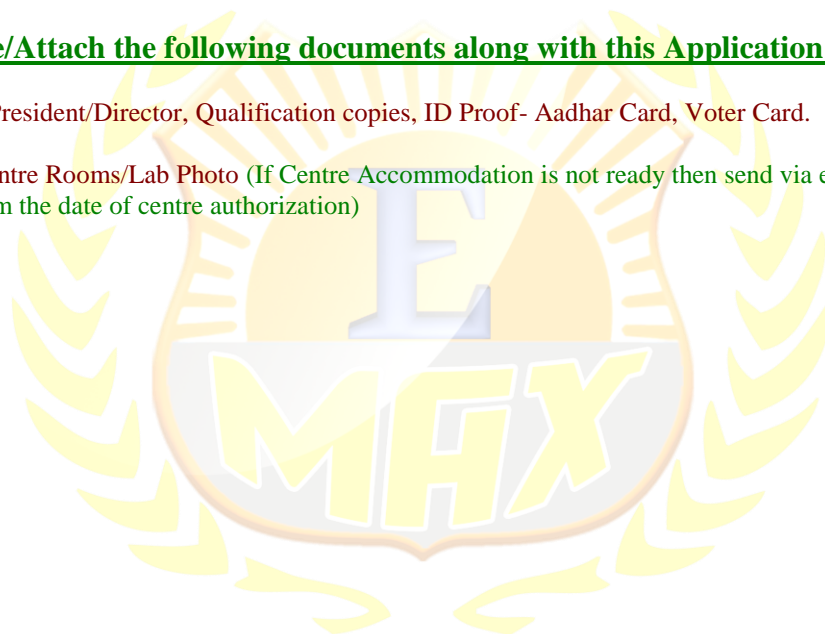 e/Attach the following documents along with this Application
President/Director, Qualification copies, ID Proof- Aadhar Card, Voter Card.
ntre Rooms/Lab Photo (If Centre Accommodation is not ready then send via e
m the date of centre authorization)
E
MAX